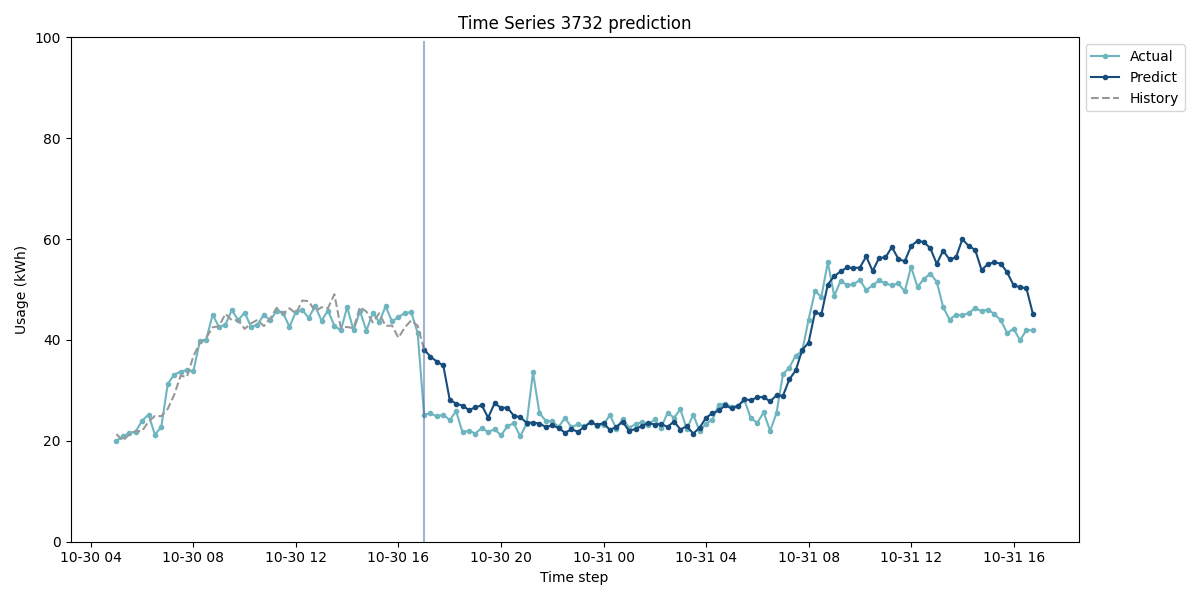 Time Series 3732 prediction
100
80
60
40
20
0
Usage (kWh)
10-30 04
10-30 08
10-30 12
10-30 16
10-30 20
10-31 00
10-31 04
10-31 08
10-31 12
10-31 16
Time step
Actual
Predict
History